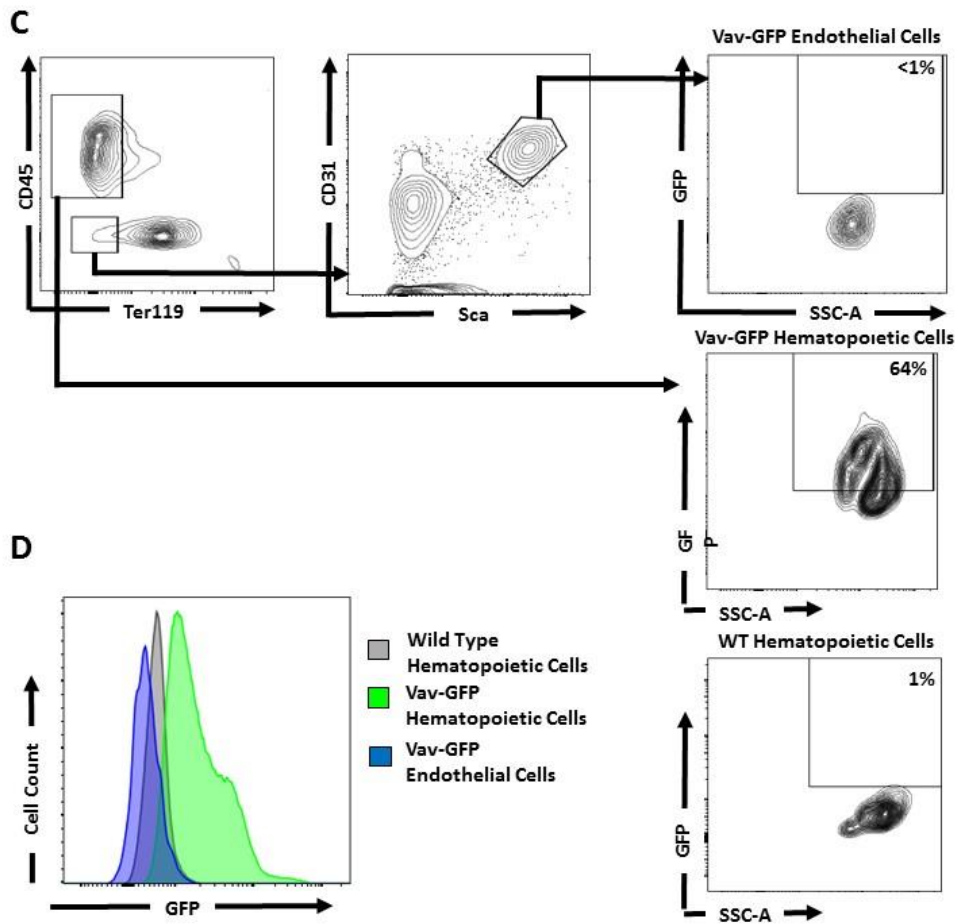 C
Vav-GFP Endothelial Cells
<1%
CD45
Ter119
CD31
Sca
GFP
SSC-A
Vav-GFP Hematopoietic Cells
64%
GF
P
SSC-A
WT Hematopoietic Cells
1%
GFP
SSC-A
D
Cell Count
GFP
Wild Type
Hematopoietic Cells
Vav-GFP
Hematopoietic Cells
Vav-GFP
Endothelial Cells